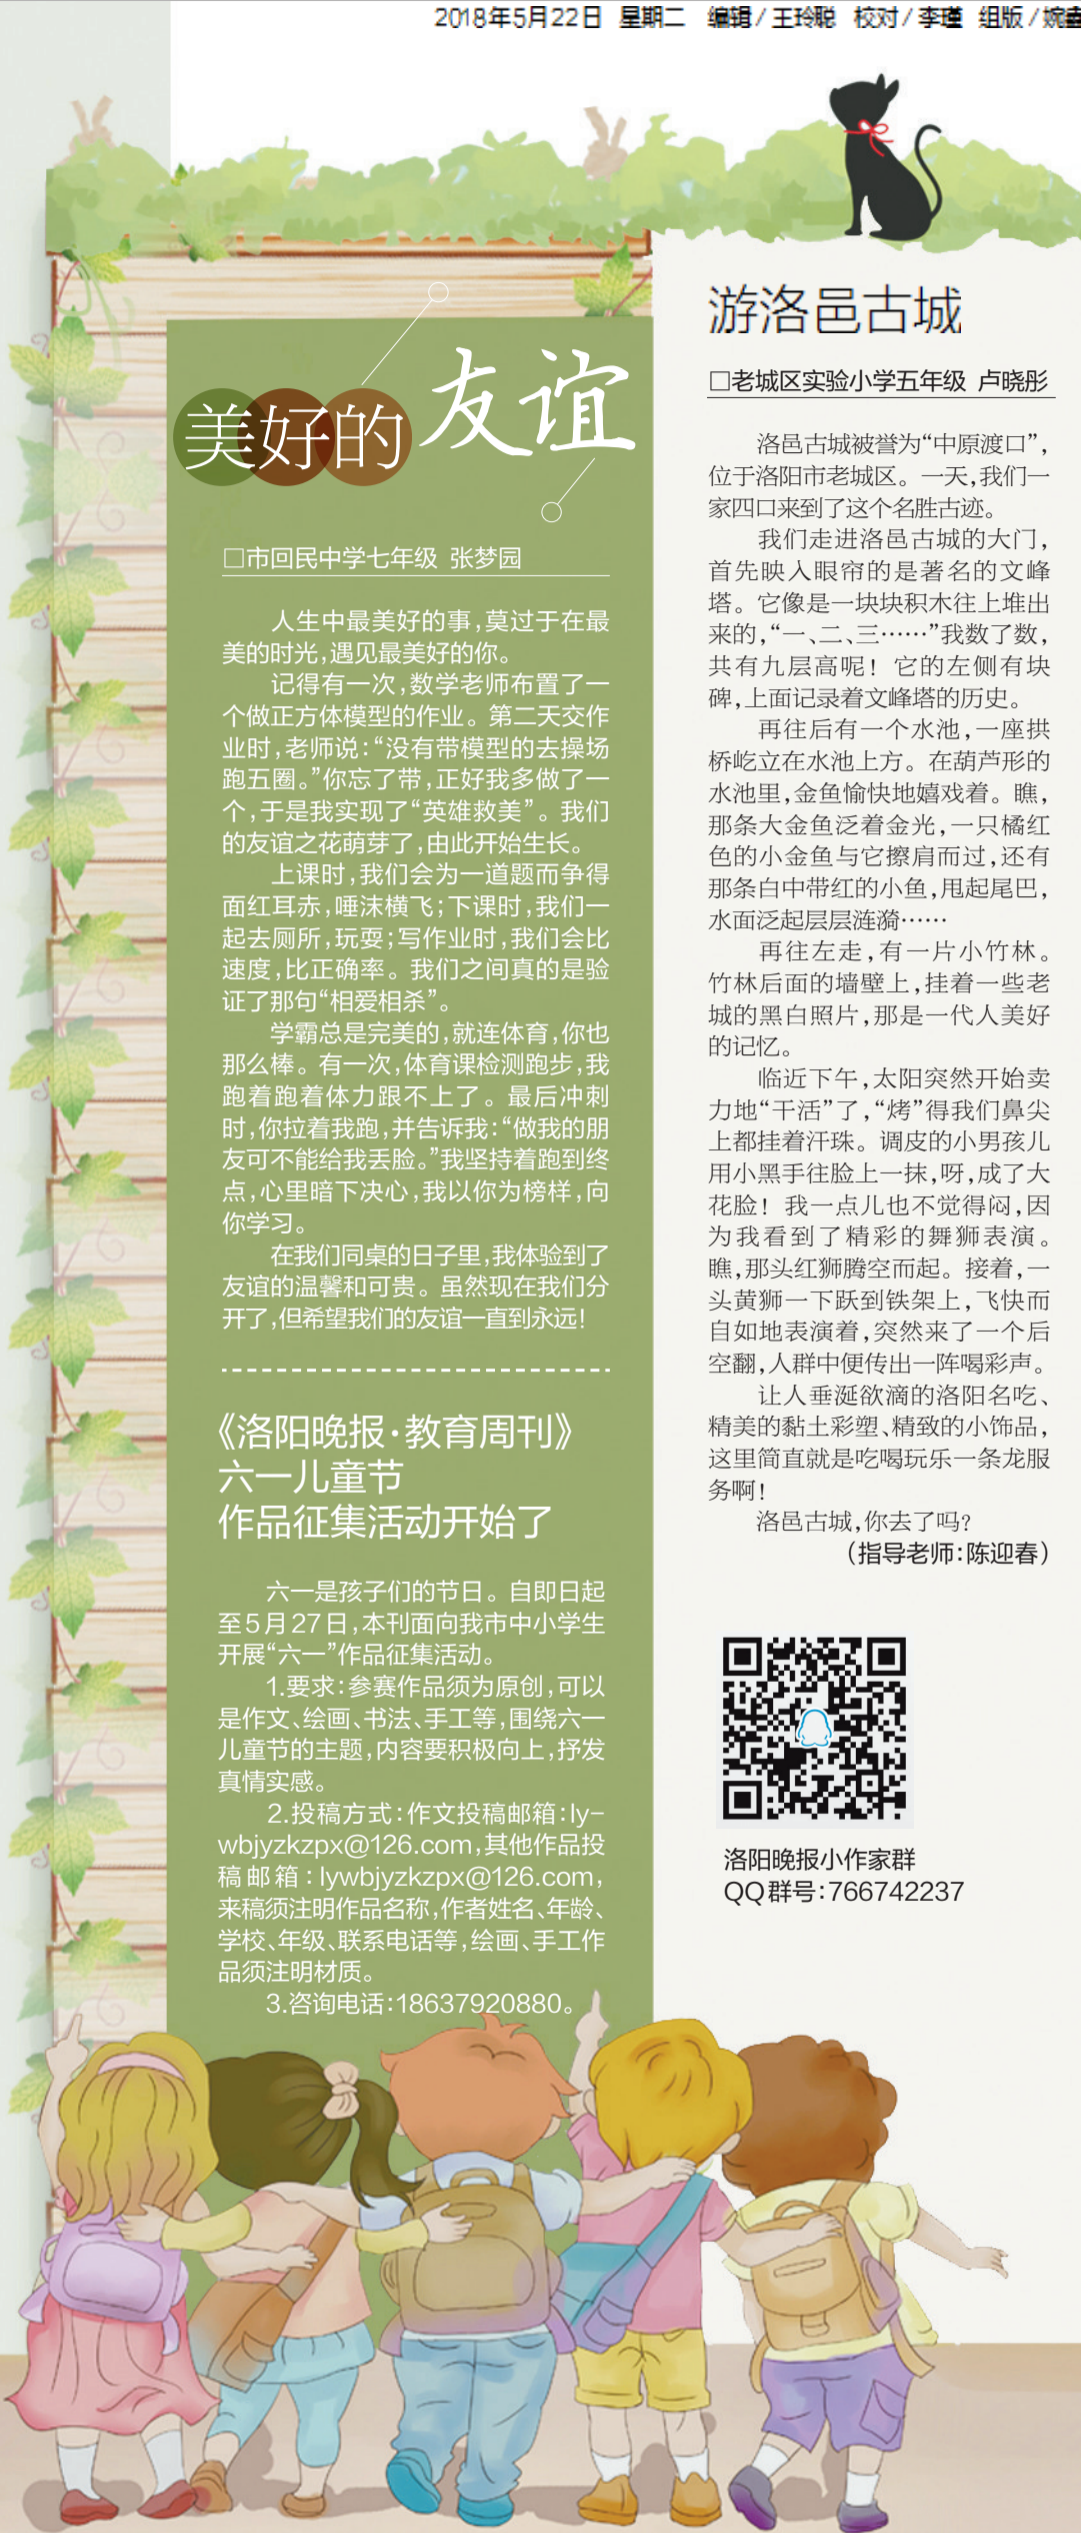 2018年5月22日 星期二 编辑/王玲聪 校对/李瑾 组版/婉鑫
美好的友谊
□市回民中学七年级 张梦园
人生中最美好的事，莫过于在最
美的时光，遇见最美好的你。
记得有一次，数学老师布置了一
个做正方体模型的作业。第二天交作
业时，老师说：“没有带模型的去操场
跑五圈。”你忘了带，正好我多做了一
个，于是我实现了“英雄救美”。我们
的友谊之花萌芽了，由此开始生长。
上课时，我们会为一道题而争得
面红耳赤，唾沫横飞；下课时，我们一
起去厕所，玩耍；写作业时，我们会比
速度，比正确率。我们之间真的是验
证了那句“相爱相杀”。
学霸总是完美的，就连体育，你也
那么棒。有一次，体育课检测跑步，我
跑着跑着体力跟不上了。最后冲刺
时，你拉着我跑，并告诉我：“做我的朋
友可不能给我丢脸。”我坚持着跑到终
点，心里暗下决心，我以你为榜样，向
你学习。
在我们同桌的日子里，我体验到了
友谊的温馨和可贵。虽然现在我们分
开了，但希望我们的友谊一直到永远！
《洛阳晚报·教育周刊》
六一儿童节
作品征集活动开始了
六一是孩子们的节日。自即日起
至5月27日，本刊面向我市中小学生
开展“六一”作品征集活动。
1.要求：参赛作品须为原创，可以
是作文、绘画、书法、手工等，围绕六一
儿童节的主题，内容要积极向上，抒发
真情实感。
2.投稿方式：作文投稿邮箱：ly-
wbjyzkzpx@126.com，其他作品投
稿邮箱：lywbjyzkzpx@126.com，
来稿须注明作品名称，作者姓名、年龄、
学校、年级、联系电话等，绘画、手工作
品须注明材质。
3.咨询电话：18637920880。
游洛邑古城
□老城区实验小学五年级 卢晓彤
洛邑古城被誉为“中原渡口”，
位于洛阳市老城区。一天，我们一
家四口来到了这个名胜古迹。
我们走进洛邑古城的大门，
首先映入眼帘的是著名的文峰
塔。它像是一块块积木往上堆出
来的，“一、二、三……”我数了数，
共有九层高呢！它的左侧有块
碑，上面记录着文峰塔的历史。
再往后有一个水池，一座拱
桥屹立在水池上方。在葫芦形的
水池里，金鱼愉快地嬉戏着。瞧，
那条大金鱼泛着金光，一只橘红
色的小金鱼与它擦肩而过，还有
那条白中带红的小鱼，甩起尾巴，
水面泛起层层涟漪……
再往左走，有一片小竹林。
竹林后面的墙壁上，挂着一些老
城的黑白照片，那是一代人美好
的记忆。
临近下午，太阳突然开始卖
力地“干活”了，“烤”得我们鼻尖
上都挂着汗珠。调皮的小男孩儿
用小黑手往脸上一抹，呀，成了大
花脸！我一点儿也不觉得闷，因
为我看到了精彩的舞狮表演。
瞧，那头红狮腾空而起。接着，一
头黄狮一下跃到铁架上，飞快而
自如地表演着，突然来了一个后
空翻，人群中便传出一阵喝彩声。
让人垂涎欲滴的洛阳名吃、
精美的黏土彩塑、精致的小饰品，
这里简直就是吃喝玩乐一条龙服
务啊！
洛邑古城，你去了吗？
（指导老师：陈迎春）
洛阳晚报小作家群
QQ群号：766742237